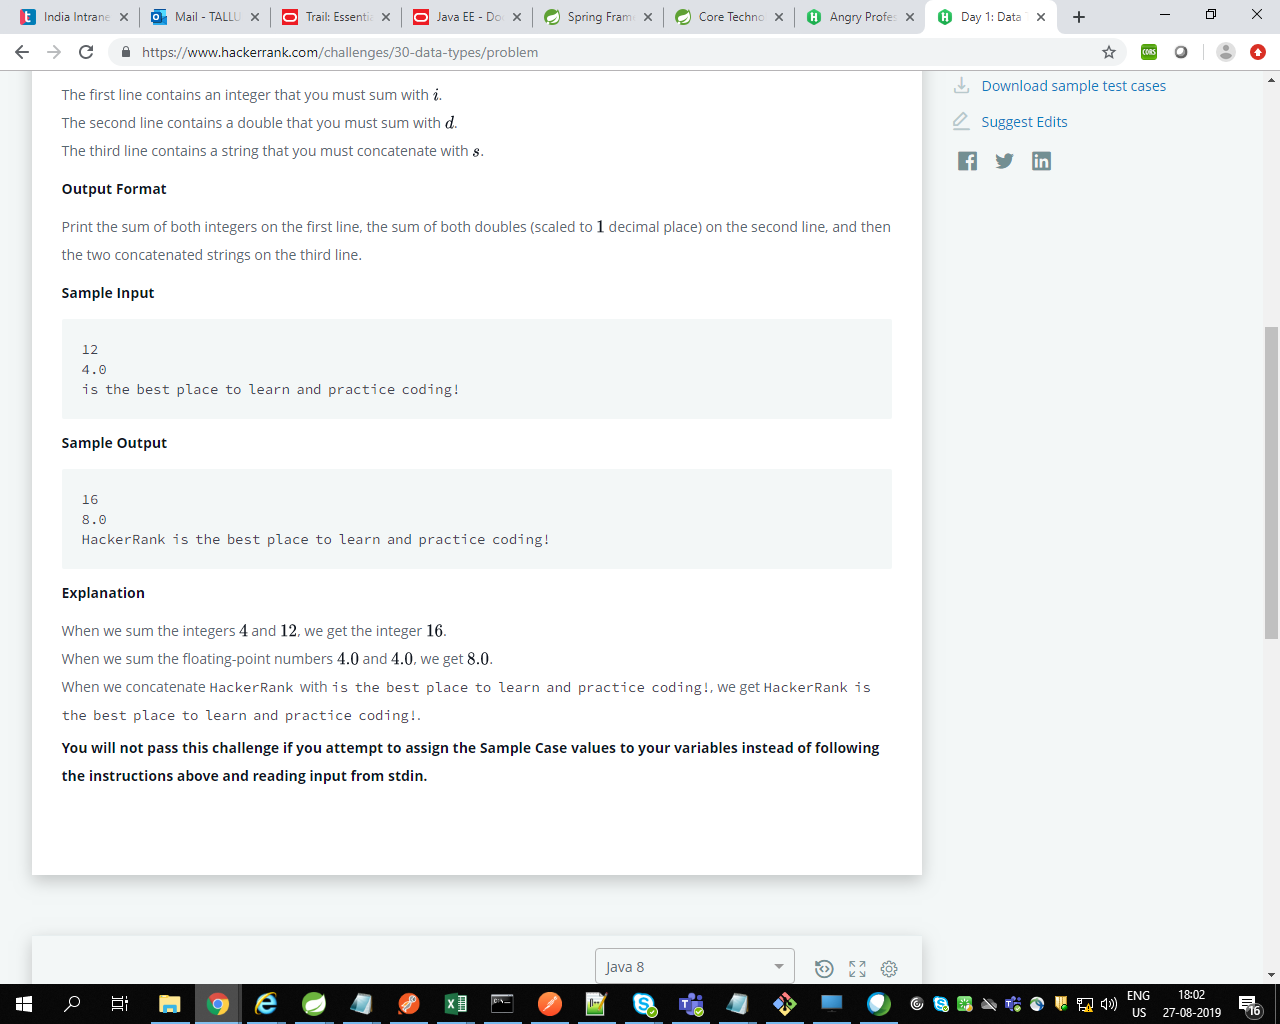 India Intrane
Mail - TALLU
Trail: Essentia
Java EE - Do
Spring Fram
Core Techno
Angry Profes
Day 1: Data
https://www.hackerrank.com/challenges/30-data-types/problem
CORS
The first line contains an integer that you must sum with i.
The second line contains a double that you must sum with d.
The third line contains a string that you must concatenate with s.
Output Format
Print the sum of both integers on the first line, the sum of both doubles (scaled to 1 decimal place) on the second line, and then
the two concatenated strings on the third line.
Sample Input
12
4.0
is the best place to learn and practice coding!
Sample Output
16
8.0
HackerRank is the best place to learn and practice coding!
Explanation
When we sum the integers 4 and 12, we get the integer 16.
When we sum the floating-point numbers 4.0 and 4.0, we get 8.0.
When we concatenate HackerRank with is the best place to learn and practice coding!, we get HackerRank is
the best place to learn and practice coding!.
You will not pass this challenge if you attempt to assign the Sample Case values to your variables instead of following
the instructions above and reading input from stdin.
Download sample test cases
Suggest Edits
Java 8
ENG
US
18:02
27-08-2019
16